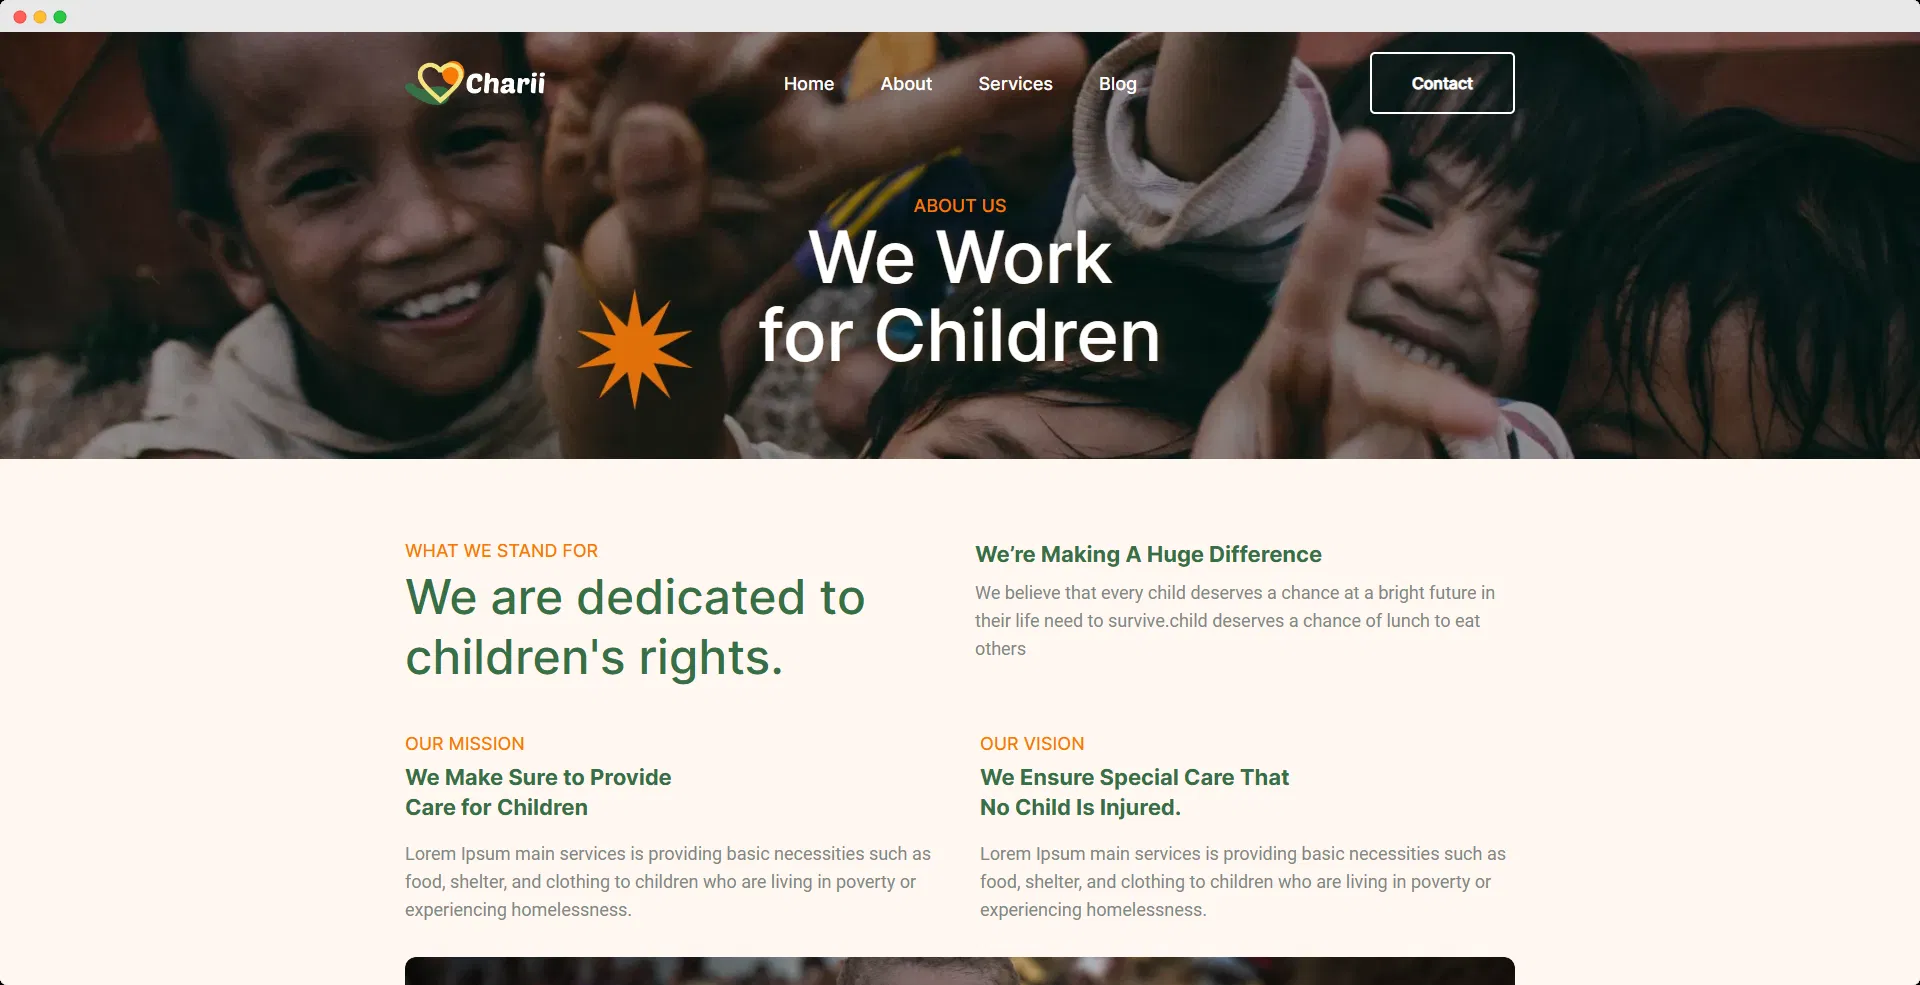 Charii
Home About Services Blog
Contact
ABOUT US
We Work
for Children
WHAT WE STAND FOR
We are dedicated to
children's rights.
We’re Making A Huge Difference
We believe that every child deserves a chance at a bright future in
their life need to survive.child deserves a chance of lunch to eat
others
OUR MISSION
We Make Sure to Provide
Care for Children
Lorem Ipsum main services is providing basic necessities such as
food, shelter, and clothing to children who are living in poverty or
experiencing homelessness.
OUR VISION
We Ensure Special Care That
No Child Is Injured.
Lorem Ipsum main services is providing basic necessities such as
food, shelter, and clothing to children who are living in poverty or
experiencing homelessness.